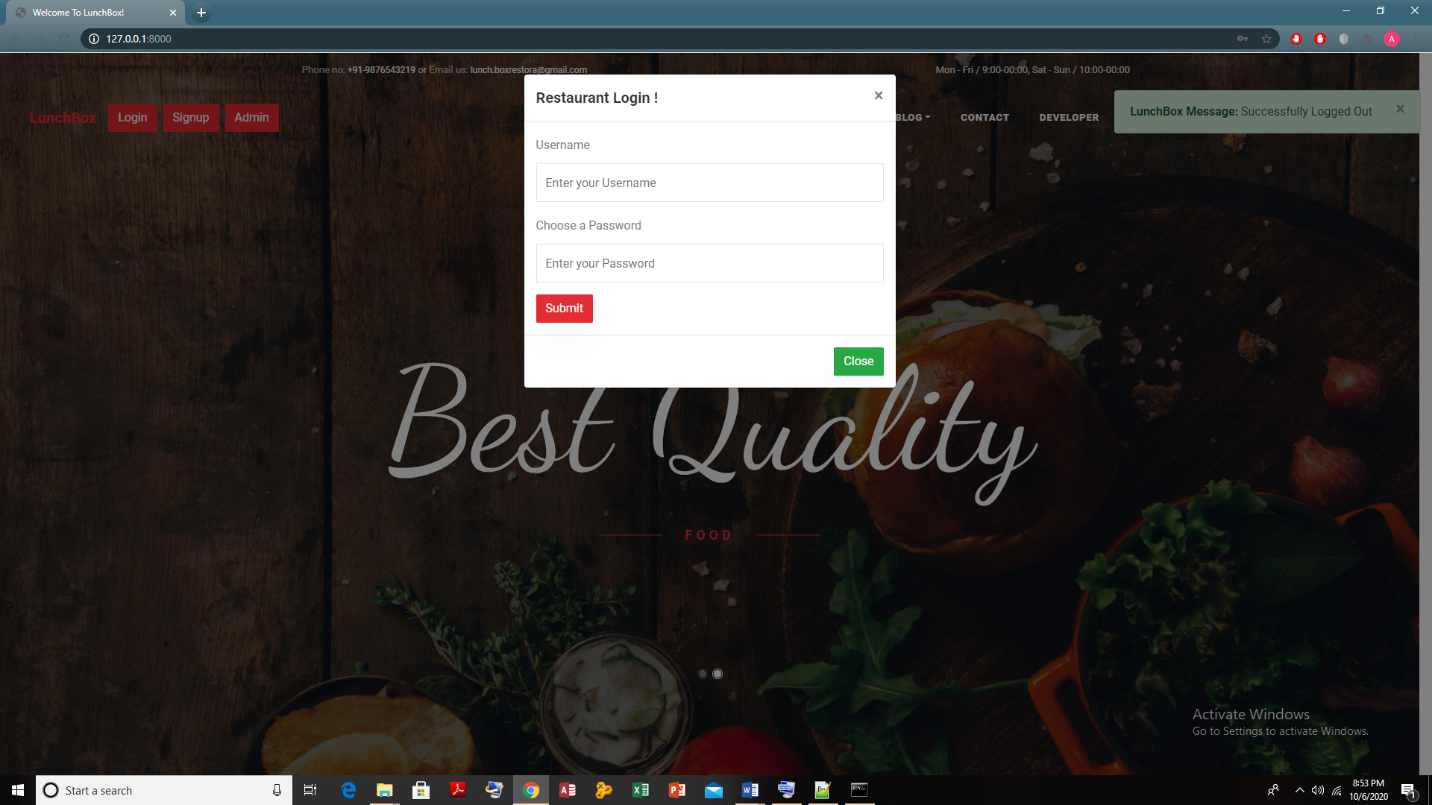 Welcome To LunchBox!
127.0.0.1:8000
A
Phone no: +91-9876543219 or Email us: lunch.boxrestora@gmail.com
Mon - Fri / 9:00-00:00, Sat - Sun / 10:00-00:00
LunchBox
Login
Signup
Admin
BLOG
CONTACT
DEVELOPER
LunchBox Message: Successfully Logged Out ×
Restaurant Login ! ×
Username
Enter your Username
Choose a Password
Enter your Password
Submit
Close
Best Quality
FOOD
Activate Windows
Go to Settings to activate Windows.
Start a search
8:53 PM
10/6/2020
1